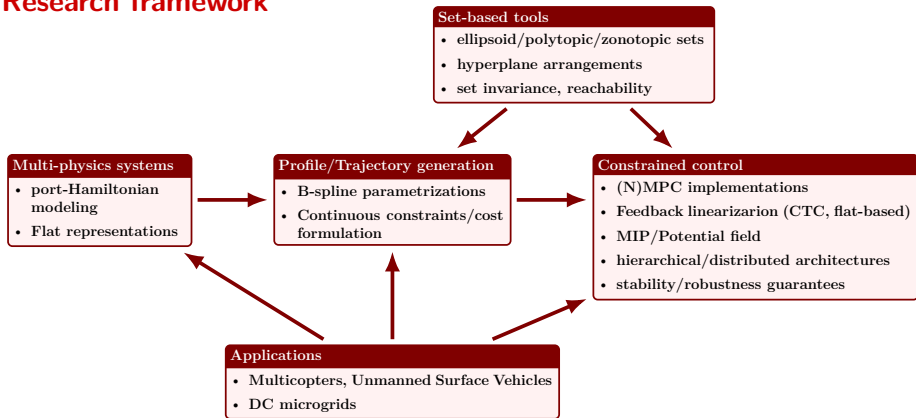 Research framework
Set-based tools
• ellipsoid/polytopic/zonotopic sets
• hyperplane arrangements
• set invariance, reachability
Multi-physics systems
• port-Hamiltonian
modeling
• Flat representations
Profile/Trajectory generation
• B-spline parametrizations
• Continuous constraints/cost
formulation
Constrained control
• (N)MPC implementations
• Feedback linearizarion (CTC, flat-based)
• MIP/Potential field
• hierarchical/distributed architectures
• stability/robustness guarantees
Applications
• Multicopters, Unmanned Surface Vehicles
• DC microgrids